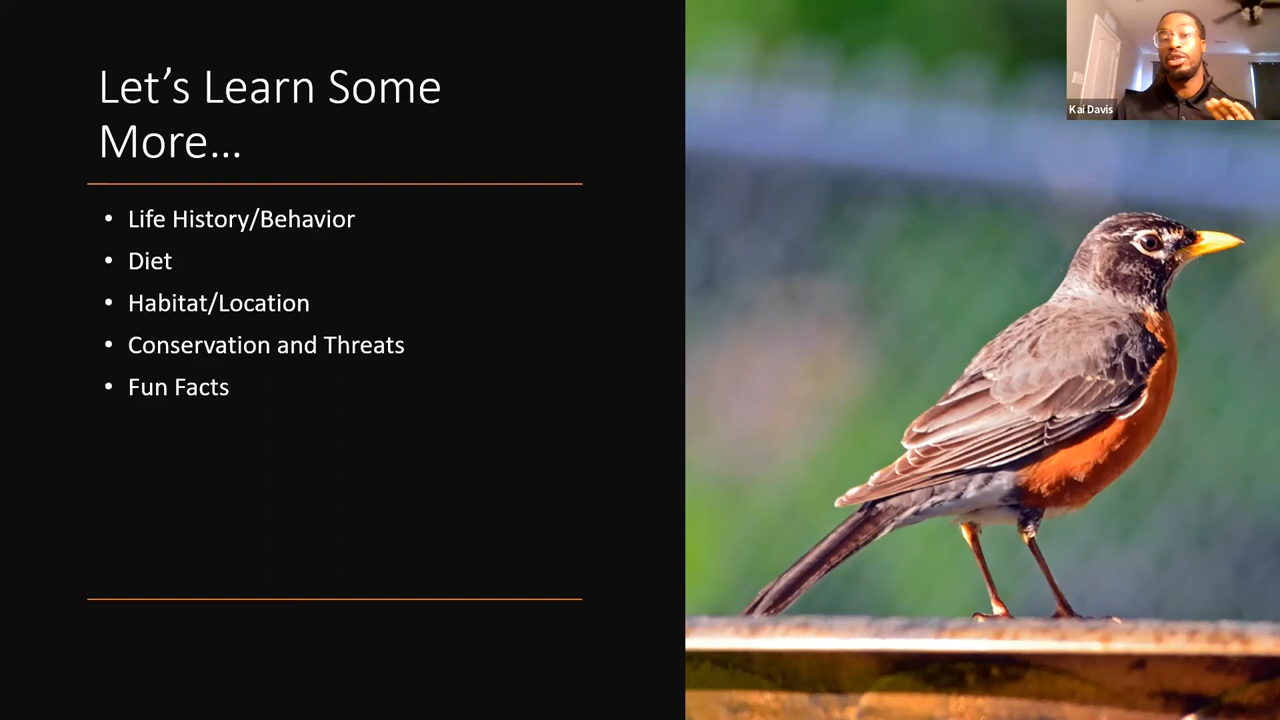 Let’s Learn Some
More…
• Life History/Behavior
• Diet
• Habitat/Location
• Conservation and Threats
• Fun Facts
Kai Davis